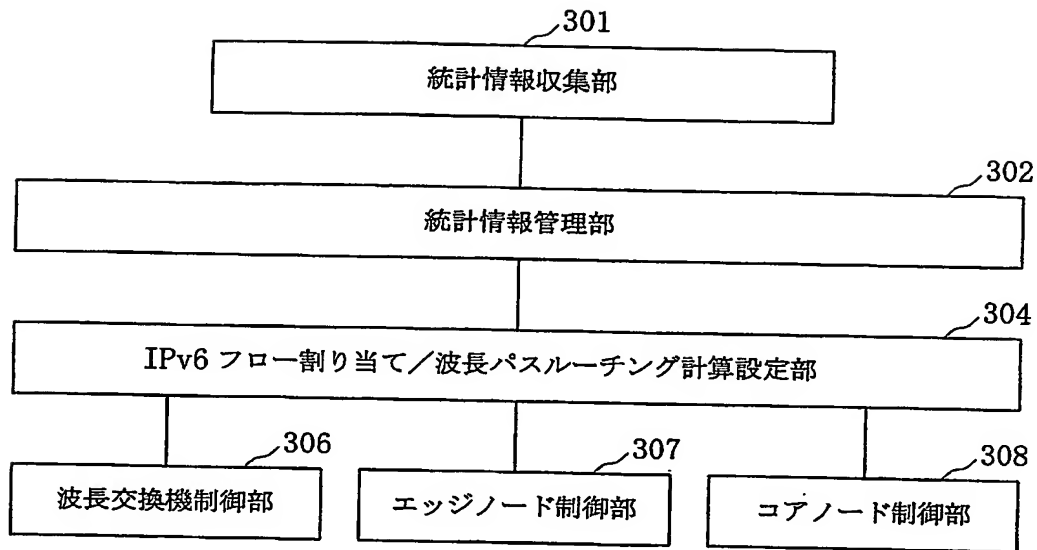 301
統計情報収集部
302
統計情報管理部
304
IPv6 フロー割り当て／波長パスルーチング計算設定部
306
波長交換機制御部
307
エッジノード制御部
308
コアノード制御部